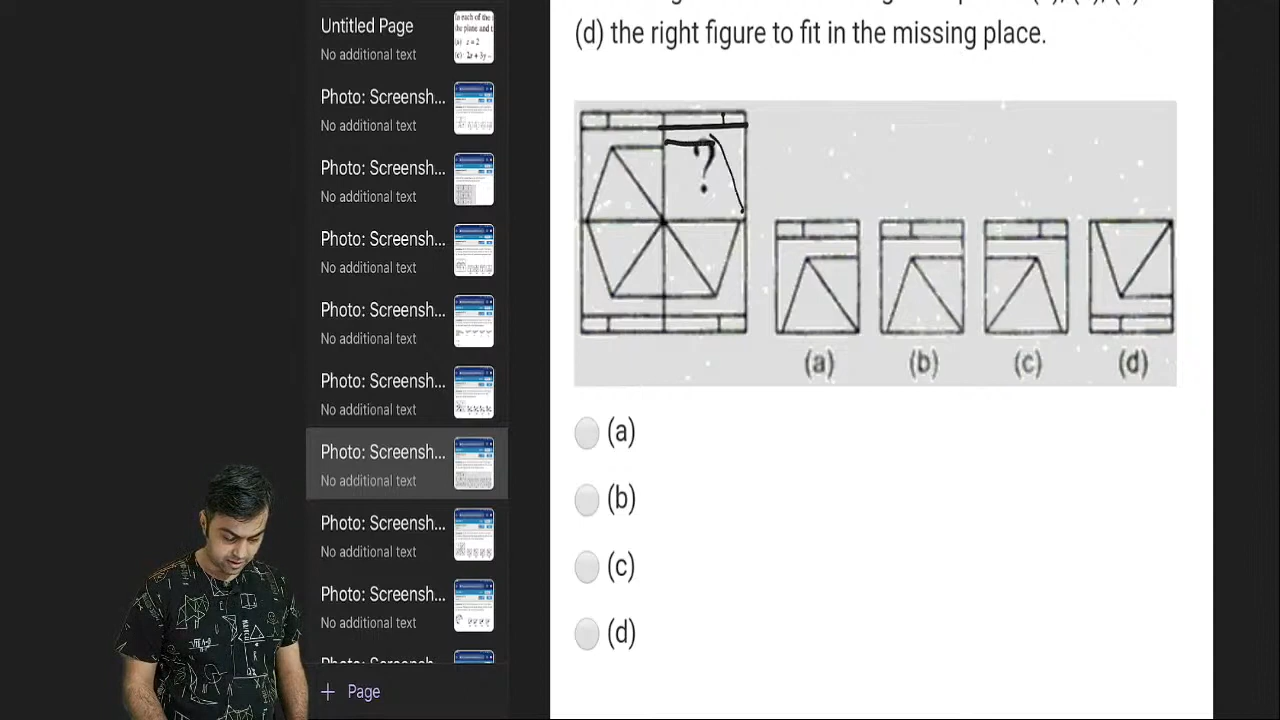 Untitled Page
No additional text
Photo: Screensh...
No additional text
Photo: Screensh...
No additional text
Photo: Screensh...
No additional text
Photo: Screensh...
No additional text
Photo: Screensh...
No additional text
Photo: Screensh...
No additional text
Photo: Screensh...
No additional text
Photo: Screensh...
No additional text
+ Page
(d) the right figure to fit in the missing place.
?
(a) (b) (c) (d)
(a)
(b)
(c)
(d)